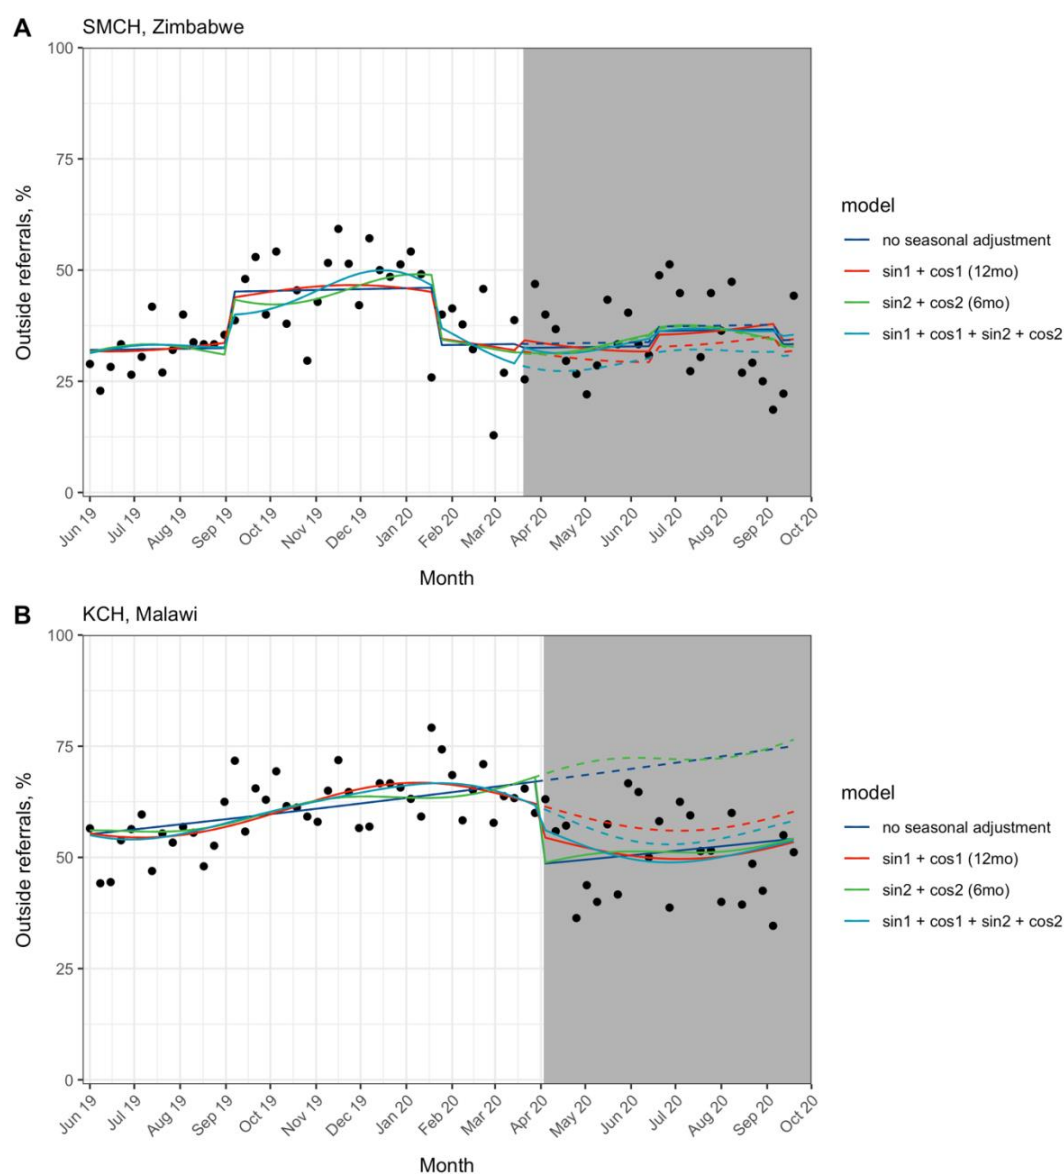 A
SMCH, Zimbabwe
100
75
50
25
0
Outside referrals, %
Jun 19
Jul 19
Aug 19
Sep 19
Oct 19
Nov 19
Dec 19
Jan 20
Feb 20
Mar 20
Apr 20
May 20
Jun 20
Jul 20
Aug 20
Sep 20
Oct 20
Month
model
no seasonal adjustment
sin1 + cos1 (12mo)
sin2 + cos2 (6mo)
sin1 + cos1 + sin2 + cos2
B
KCH, Malawi
100
75
50
25
0
Outside referrals, %
Jun 19
Jul 19
Aug 19
Sep 19
Oct 19
Nov 19
Dec 19
Jan 20
Feb 20
Mar 20
Apr 20
May 20
Jun 20
Jul 20
Aug 20
Sep 20
Oct 20
Month
model
no seasonal adjustment
sin1 + cos1 (12mo)
sin2 + cos2 (6mo)
sin1 + cos1 + sin2 + cos2